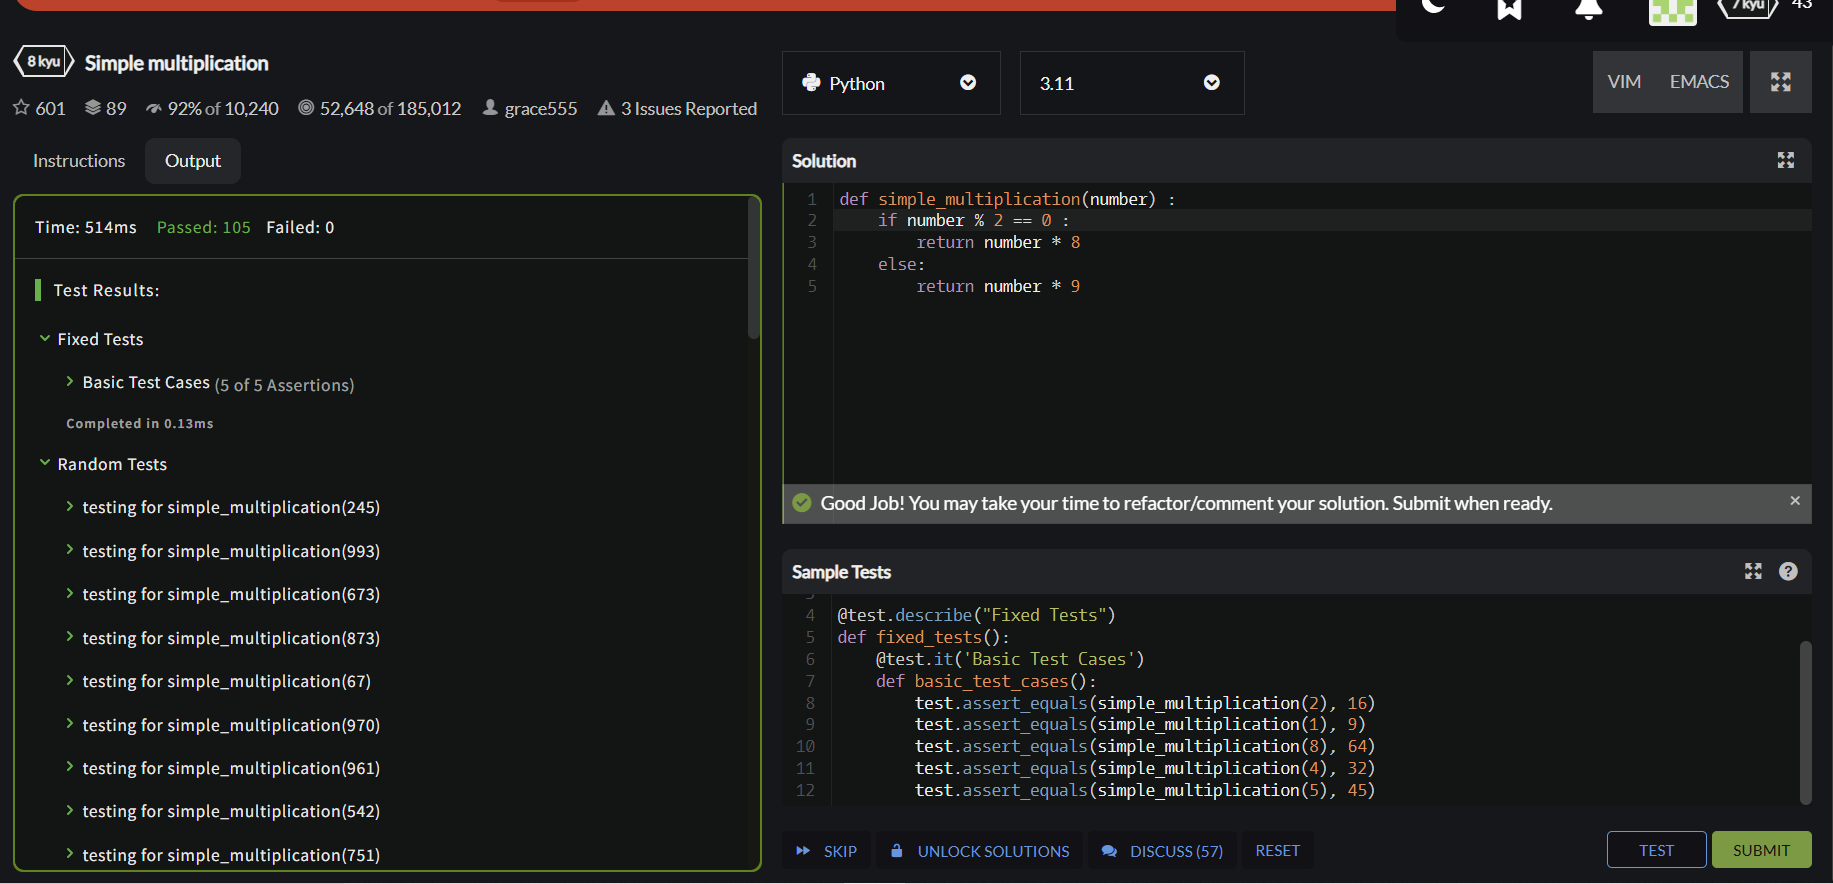 7 kyu 43
8 kyu Simple multiplication
601 89 92% of 10,240 52,648 of 185,012 grace555 3 Issues Reported
Instructions Output
Time: 514ms Passed: 105 Failed: 0
Test Results:
Fixed Tests
Basic Test Cases (5 of 5 Assertions)
Completed in 0.13ms
Random Tests
testing for simple_multiplication(245)
testing for simple_multiplication(993)
testing for simple_multiplication(673)
testing for simple_multiplication(873)
testing for simple_multiplication(67)
testing for simple_multiplication(970)
testing for simple_multiplication(961)
testing for simple_multiplication(542)
testing for simple_multiplication(751)
Python 3.11 VIM EMACS
Solution
1 def simple_multiplication(number) :
2 if number % 2 == 0 :
3 return number * 8
4 else:
5 return number * 9
Good Job! You may take your time to refactor/comment your solution. Submit when ready.
Sample Tests
4 @test.describe("Fixed Tests")
5 def fixed_tests():
6 @test.it('Basic Test Cases')
7 def basic_test_cases():
8 test.assert_equals(simple_multiplication(2), 16)
9 test.assert_equals(simple_multiplication(1), 9)
10 test.assert_equals(simple_multiplication(8), 64)
11 test.assert_equals(simple_multiplication(4), 32)
12 test.assert_equals(simple_multiplication(5), 45)
SKIP UNLOCK SOLUTIONS DISCUSS (57) RESET TEST SUBMIT